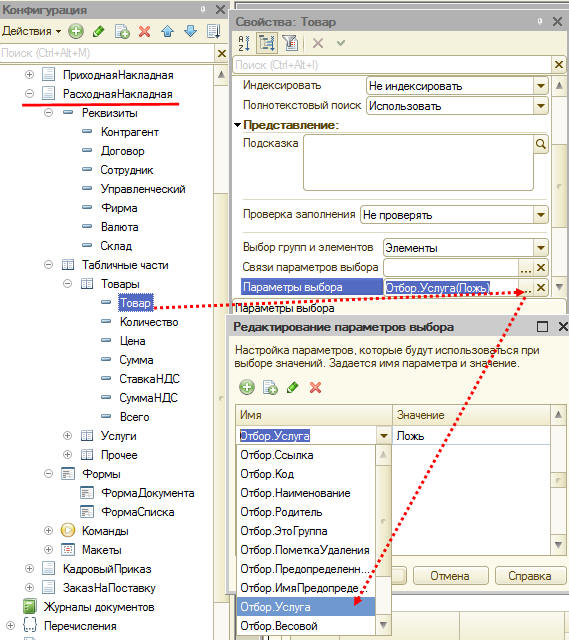 Конфигурация
Действия
Поиск (Ctrl+Alt+M)
ПриходнаяНакладная
РасходнаяНакладная
Реквизиты
Контрагент
Договор
Сотрудник
Управленческий
Фирма
Валюта
Склад
Табличные части
Товары
Товар
Количество
Цена
Сумма
СтавкаНДС
СуммаНДС
Всего
Услуги
Прочее
Формы
ФормаДокумента
ФормаСписка
Команды
Макеты
КадровыйПриказ
ЗаказНаПоставку
Журналы документов
Перечисления
Свойства: Товар
Поиск (Ctrl+Alt+I)
Индексировать Не индексировать
Полнотекстовый поиск Использовать
Представление:
Подсказка
Проверка заполнения Не проверять
Выбор групп и элементов Элементы
Связи параметров выбора ...
Параметры выбора Отбор.Услуга(Ложь) ...
Параметры выбора
Редактирование параметров выбора
Настройка параметров, которые будут использоваться при
выборе значений. Задается имя параметра и значение.
Имя Значение
Отбор.Услуга Ложь
Отбор.Ссылка
Отбор.Код
Отбор.Наименование
Отбор.Родитель
Отбор.ЭтоГруппа
Отбор.ПометкаУдаления
Отбор.Предопределенн...
Отбор.ИмяПредопреде...
Отбор.Услуга
Отбор.Весовой
Отмена Справка